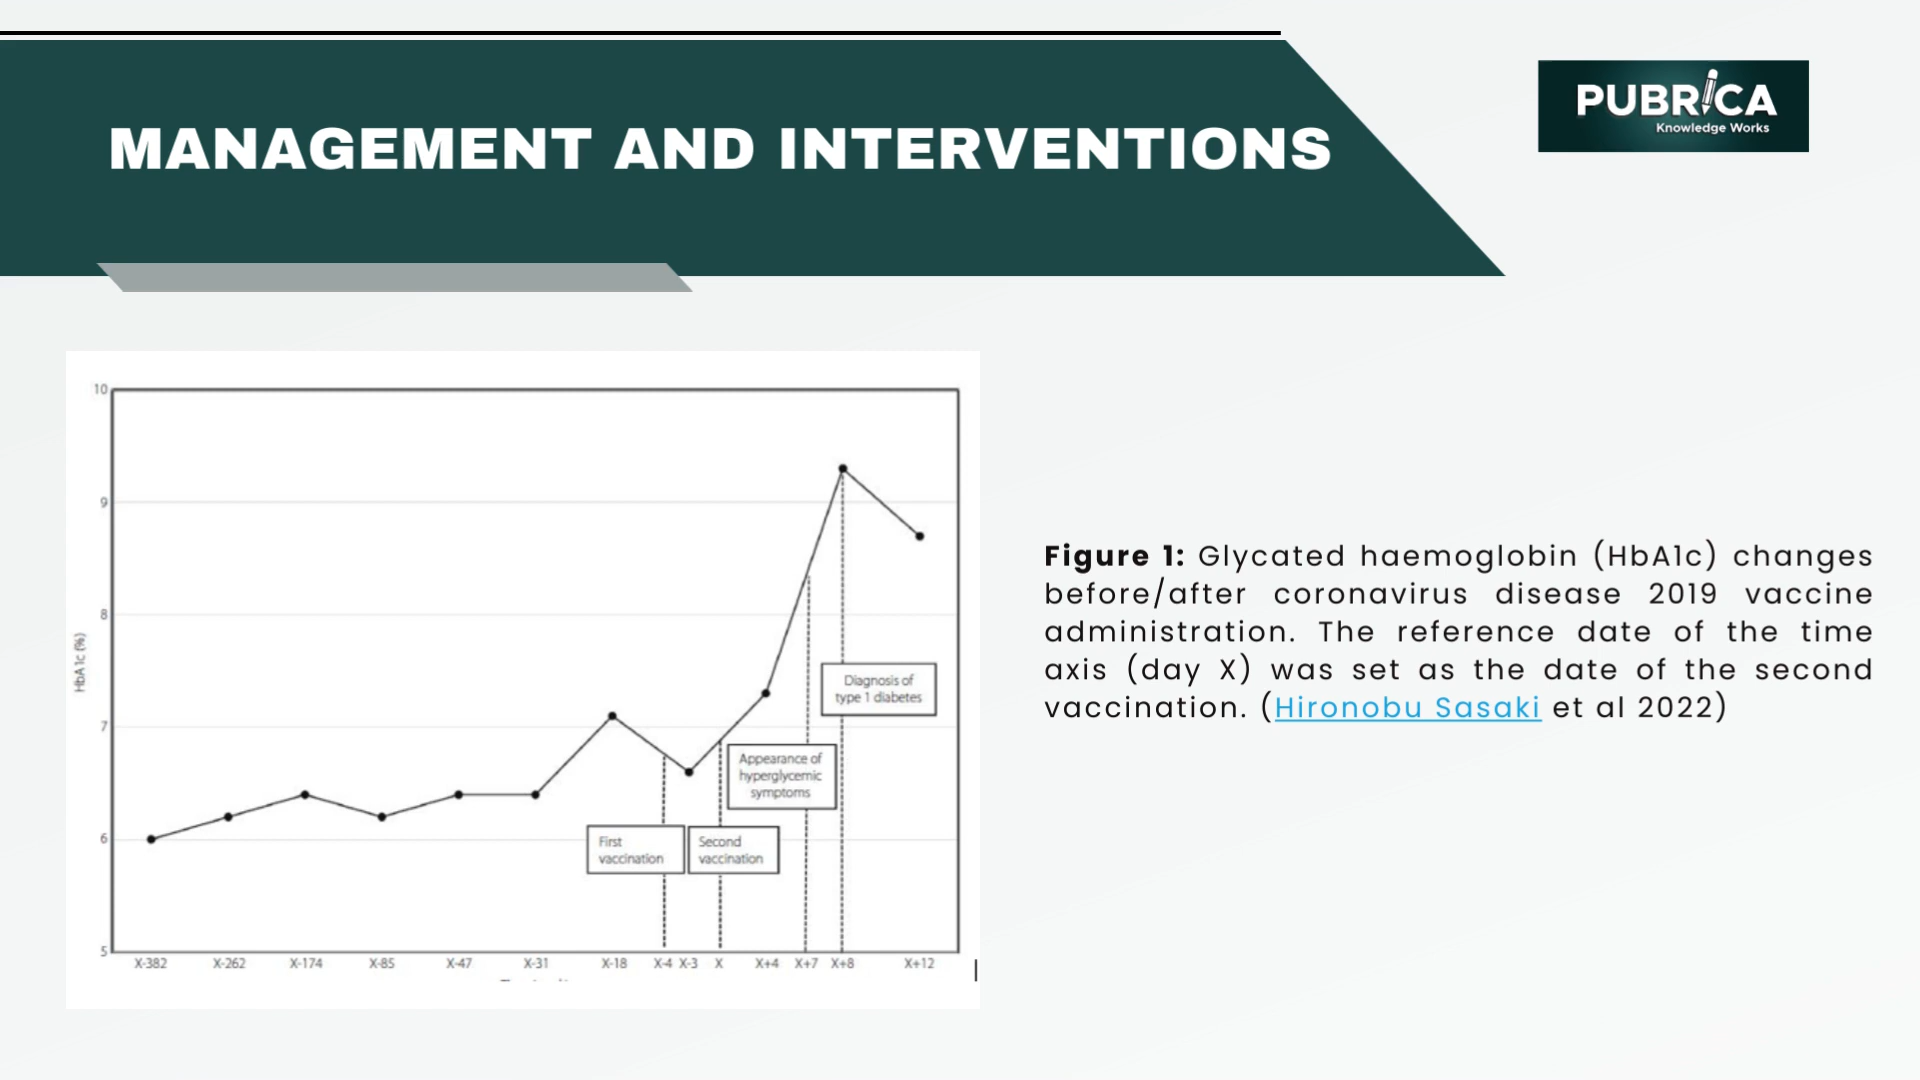 MANAGEMENT AND INTERVENTIONS
PUBRICA
Knowledge Works
10
9
8
7
6
5
HbA1c (%)
First
vaccination
Second
vaccination
Appearance of
hyperglycemic
symptoms
Diagnosis of
type 1 diabetes
X-382 X-262 X-174 X-85 X-47 X-31 X-18 X-4 X-3 X X+4 X+7 X+8 X+12
Figure 1: Glycated haemoglobin (HbA1c) changes
before/after coronavirus disease 2019 vaccine
administration. The reference date of the time
axis (day X) was set as the date of the second
vaccination. (Hironobu Sasaki et al 2022)